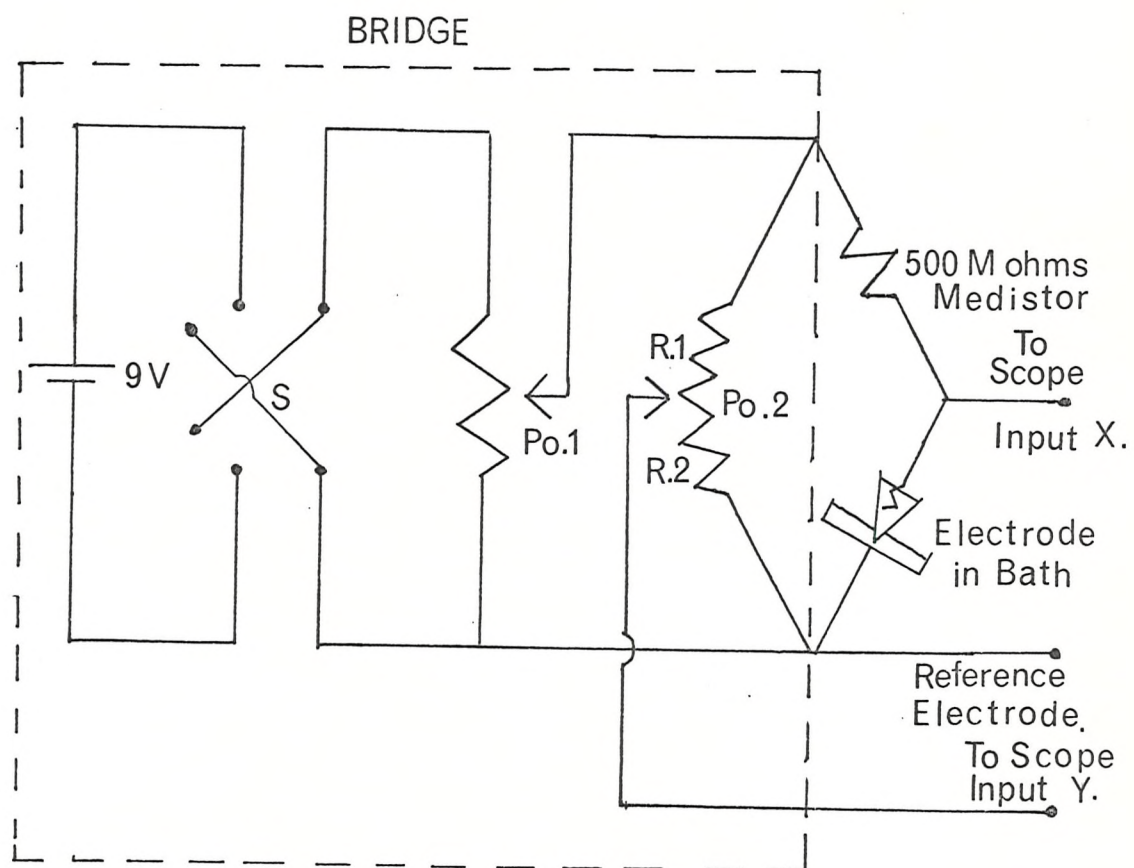 BRIDGE
9V
S
Po.1
R.1
Po.2
R.2
500 M ohms
Medistor
To
Scope
Input X.
Electrode
in Bath
Reference
Electrode.
To Scope
Input Y.